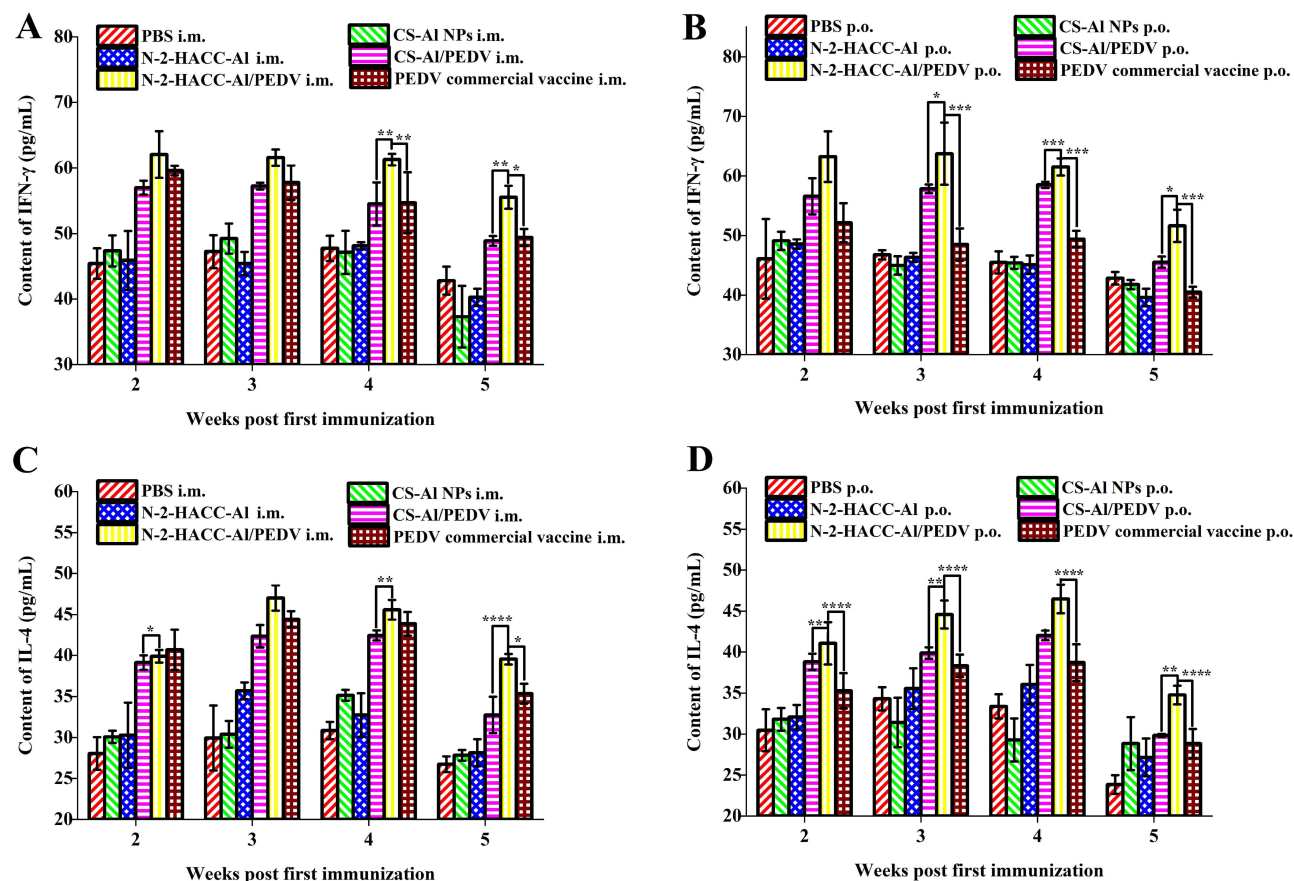 A
PBS i.m.
CS-Al NPs i.m.
N-2-HACC-Al i.m.
CS-Al/PEDV i.m.
N-2-HACC-Al/PEDV i.m.
PEDV commercial vaccine i.m.
Content of IFN-γ (pg/mL)
80
70
60
50
40
30
** ** ** *
2 3 4 5
Weeks post first immunization
B
PBS p.o.
CS-Al NPs p.o.
N-2-HACC-Al p.o.
CS-Al/PEDV p.o.
N-2-HACC-Al/PEDV p.o.
PEDV commercial vaccine p.o.
Content of IFN-γ (pg/mL)
80
70
60
50
40
30
* *** *** *** * ***
2 3 4 5
Weeks post first immunization
C
PBS i.m.
CS-Al NPs i.m.
N-2-HACC-Al i.m.
CS-Al/PEDV i.m.
N-2-HACC-Al/PEDV i.m.
PEDV commercial vaccine i.m.
Content of IL-4 (pg/mL)
60
55
50
45
40
35
30
25
20
* ** **** *
2 3 4 5
Weeks post first immunization
D
PBS p.o.
CS-Al NPs p.o.
N-2-HACC-Al p.o.
CS-Al/PEDV p.o.
N-2-HACC-Al/PEDV p.o.
PEDV commercial vaccine p.o.
Content of IL-4 (pg/mL)
60
55
50
45
40
35
30
25
20
** **** ** **** **** ** ****
2 3 4 5
Weeks post first immunization